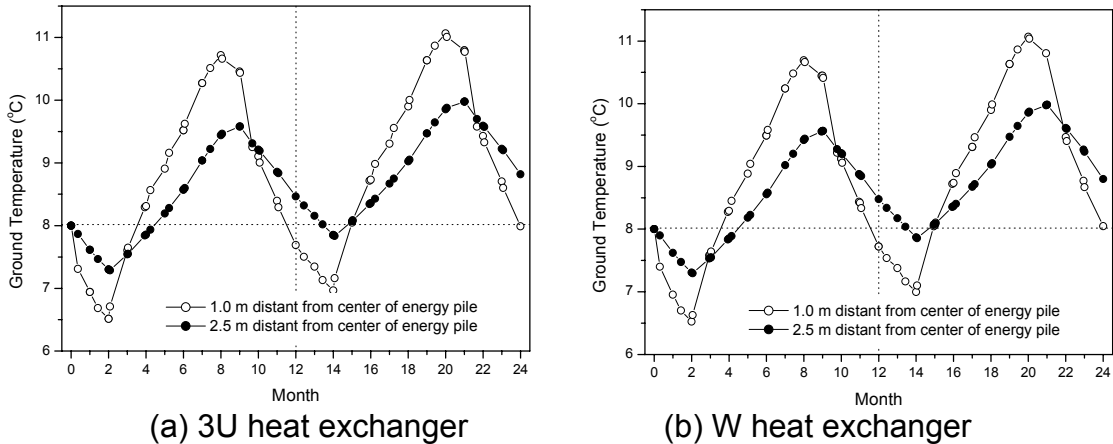 11
10
9
8
7
6
Ground Temperature (°C)
1.0 m distant from center of energy pile
2.5 m distant from center of energy pile
0 2 4 6 8 10 12 14 16 18 20 22 24
Month
(a) 3U heat exchanger
11
10
9
8
7
6
Ground Temperature (°C)
1.0 m distant from center of energy pile
2.5 m distant from center of energy pile
0 2 4 6 8 10 12 14 16 18 20 22 24
Month
(b) W heat exchanger